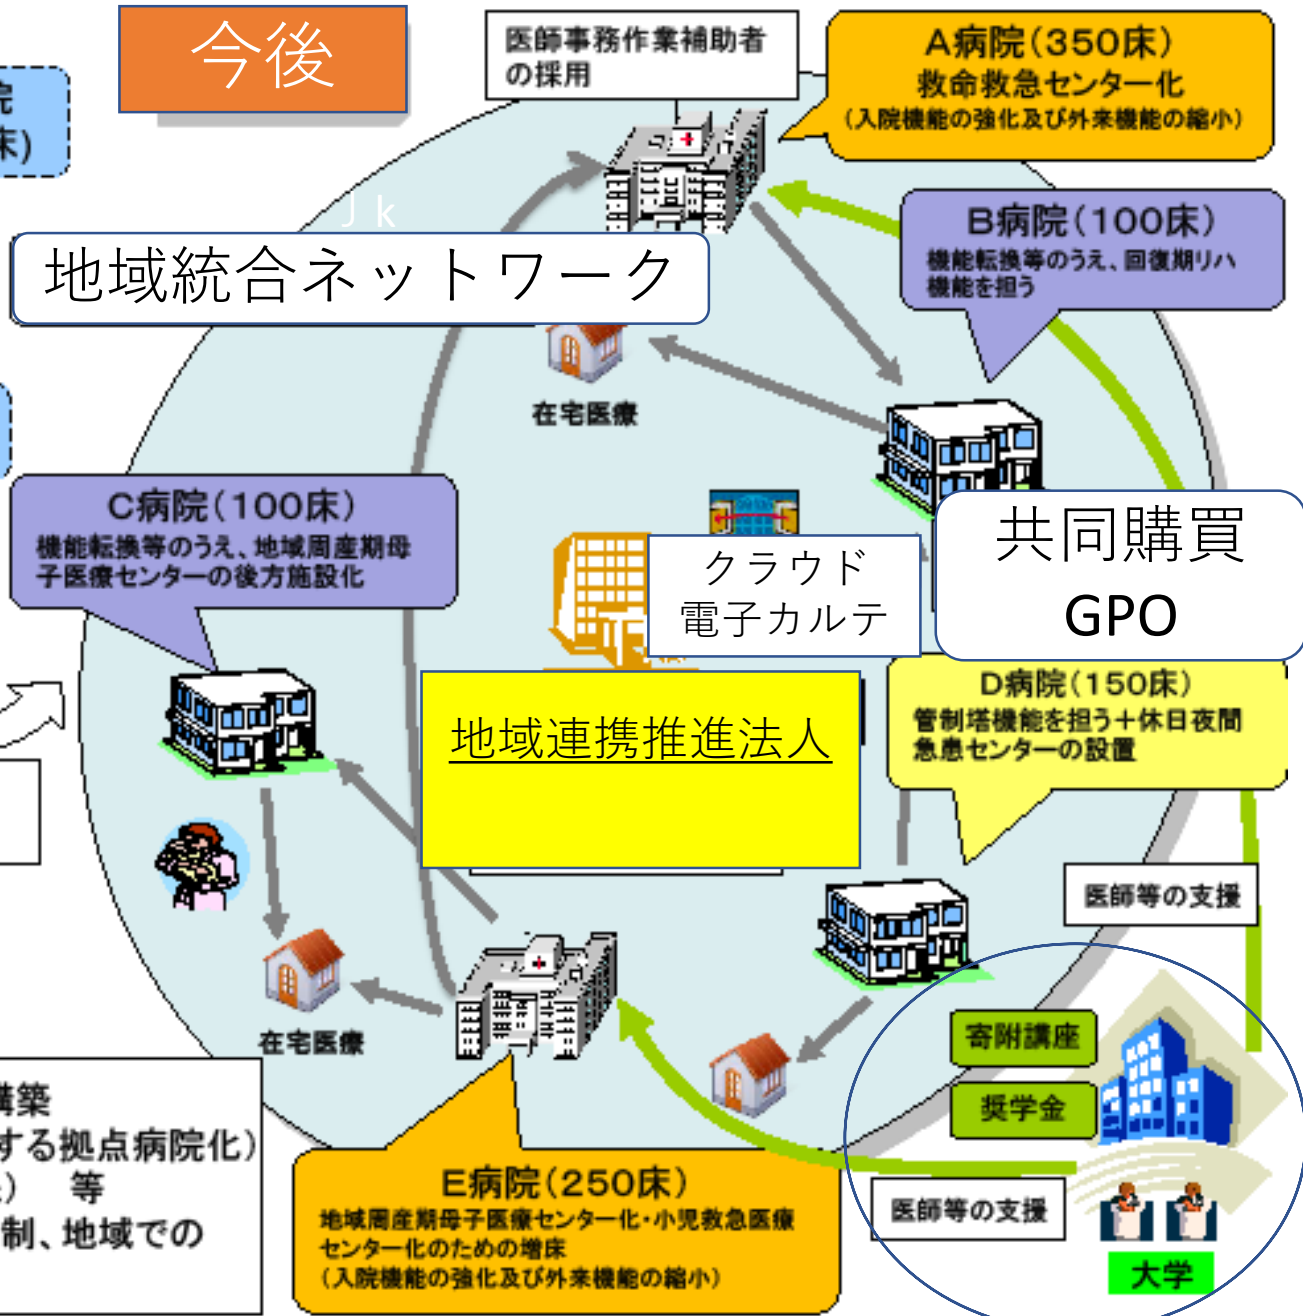 今後
医師事務作業補助者
の採用
A病院(350床)
救命救急センター化
(入院機能の強化及び外来機能の縮小)
床)
Jk
地域統合ネットワーク
B病院(100床)
機能転換等のうえ、回復期リハ
機能を担う
在宅医療
C病院(100床)
機能転換等のうえ、地域周産期母
子医療センターの後方施設化
クラウド
電子カルテ
共同購買
GPO
地域連携推進法人
D病院(150床)
管制塔機能を担う+休日夜間
急患センターの設置
医師等の支援
在宅医療
寄附講座
奨学金
構築
する拠点病院化)
) 等
制、地域での
E病院(250床)
地域周産期母子医療センター化・小児救急医療
センター化のための増床
(入院機能の強化及び外来機能の縮小)
医師等の支援
大学